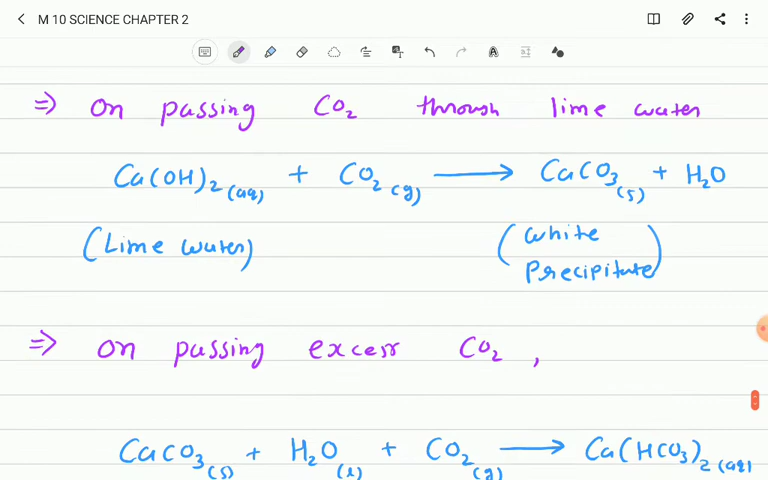 M 10 SCIENCE CHAPTER 2
⇒ on passing CO₂ through lime water
Ca(OH)₂(aq) + CO₂(g) ⟶ CaCO₃(s) + H₂O
(Lime water) (White
Precipitate)
⇒ on passing excess CO₂,
CaCO₃(s) + H₂O(l) + CO₂(g) ⟶ Ca(HCO₃)₂(aq)